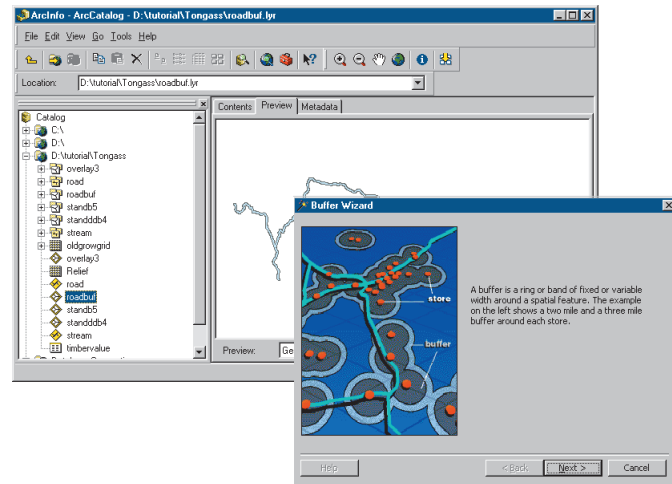 ArcInfo - ArcCatalog - D:\tutorial\Tongass\roadbuf.lyr
File Edit View Go Tools Help
Location: D:\tutorial\Tongass\roadbuf.lyr
Catalog
C:\
D:\
D:\tutorial\Tongass
overlay3
road
roadbuf
standb5
standddb4
stream
oldgrowgrid
overlay3
Relief
road
roadbuf
standb5
standddb4
stream
timbervalue
Contents Preview Metadata
Preview: Ge
Buffer Wizard
store
buffer
A buffer is a ring or band of fixed or variable
width around a spatial feature. The example
on the left shows a two mile and a three mile
buffer around each store.
Help < Back Next > Cancel